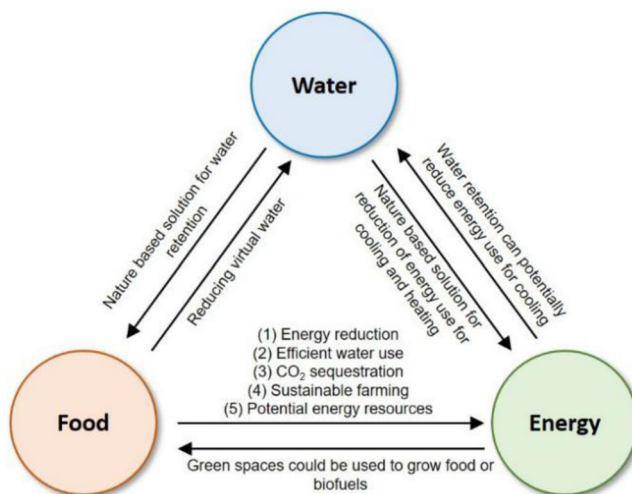 Water
Nature based solution for water
retention
Reducing virtual water
Nature based solution for
reduction of energy use for
cooling and heating
Water retention can potentially
reduce energy use for cooling
(1) Energy reduction
(2) Efficient water use
(3) CO₂ sequestration
(4) Sustainable farming
(5) Potential energy resources
Food
Energy
Green spaces could be used to grow food or
biofuels